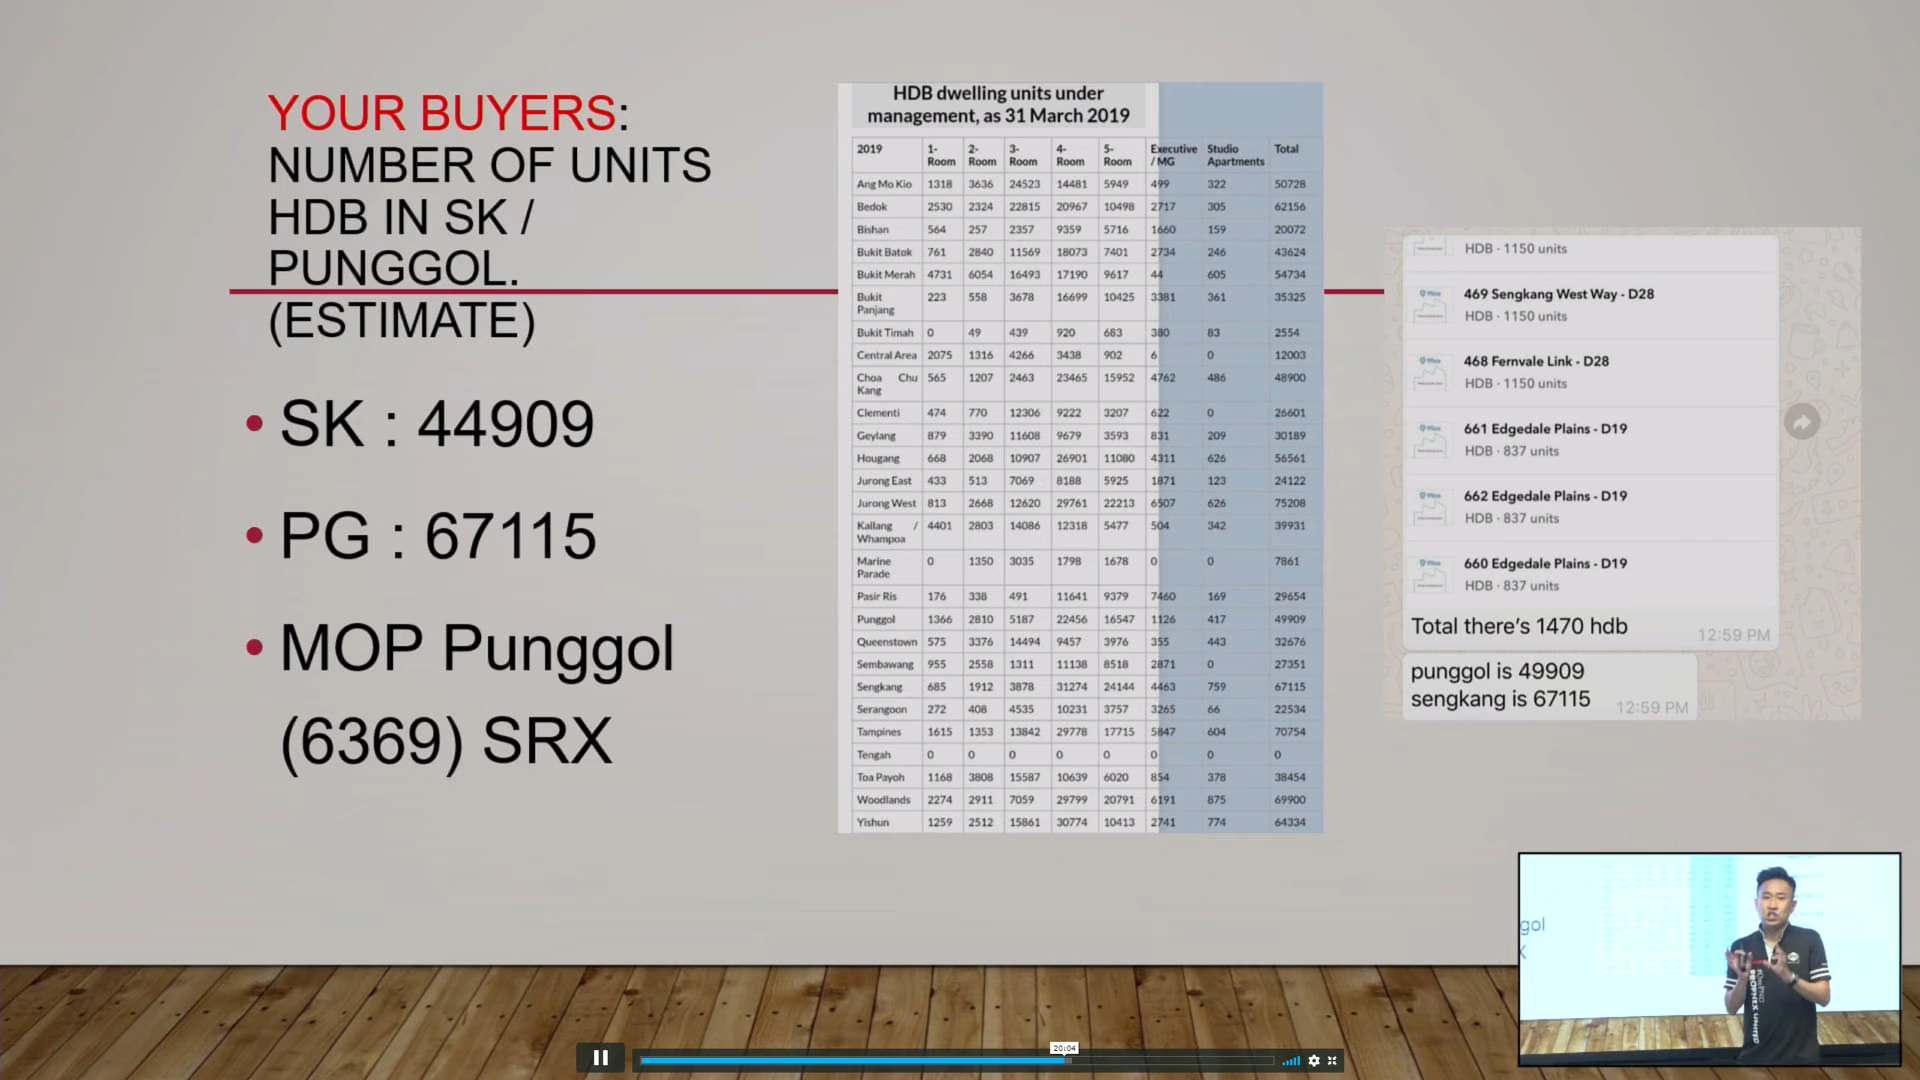 YOUR BUYERS:
NUMBER OF UNITS
HDB IN SK /
PUNGGOL.
(ESTIMATE)
• SK : 44909
• PG : 67115
• MOP Punggol
(6369) SRX
HDB dwelling units under
management, as 31 March 2019
2019 1-Room 2-Room 3-Room 4-Room 5-Room Executive / MG Studio Apartments Total
Ang Mo Kio 1318 3636 24523 14481 5949 499 322 50728
Bedok 2530 2324 22815 20967 10498 2717 305 62156
Bishan 564 257 2357 9359 5716 1660 159 20072
Bukit Batok 761 2840 11569 18073 7401 2734 246 43624
Bukit Merah 4731 6054 16493 17190 9617 44 605 54734
Bukit Panjang 223 558 3678 16699 10425 3381 361 35325
Bukit Timah 0 49 439 920 683 380 83 2554
Central Area 2075 1316 4266 3438 902 6 0 12003
Choa Chu Kang 565 1207 2463 23465 15952 4762 486 48900
Clementi 474 770 12306 9222 3207 622 0 26601
Geylang 879 3390 11608 9679 3593 831 209 30189
Hougang 668 2068 10907 26901 11080 4311 626 56561
Jurong East 433 513 7069 8188 5925 1871 123 24122
Jurong West 813 2668 12620 29761 22213 6507 626 75208
Kallang / Whampoa 4401 2803 14086 12318 5477 504 342 39931
Marine Parade 0 1350 3035 1798 1678 0 0 7861
Pasir Ris 176 338 491 11641 9379 7460 169 29654
Punggol 1366 2810 5187 22456 16547 1126 417 49909
Queenstown 575 3376 14494 9457 3976 355 443 32676
Sembawang 955 2558 1311 11138 8518 2871 0 27351
Sengkang 685 1912 3878 31274 24144 4463 759 67115
Serangoon 272 408 4535 10231 3757 3265 66 22534
Tampines 1615 1353 13842 29778 17715 5847 604 70754
Tengah 0 0 0 0 0 0 0 0
Toa Payoh 1168 3808 15587 10639 6020 854 378 38454
Woodlands 2274 2911 7059 29799 20791 6191 875 69900
Yishun 1259 2512 15861 30774 10413 2741 774 64334
HDB · 1150 units
469 Sengkang West Way - D28
HDB · 1150 units
468 Fernvale Link - D28
HDB · 1150 units
661 Edgedale Plains - D19
HDB · 837 units
662 Edgedale Plains - D19
HDB · 837 units
660 Edgedale Plains - D19
HDB · 837 units
Total there's 1470 hdb 12:59 PM
punggol is 49909
sengkang is 67115 12:59 PM
gol
20:04